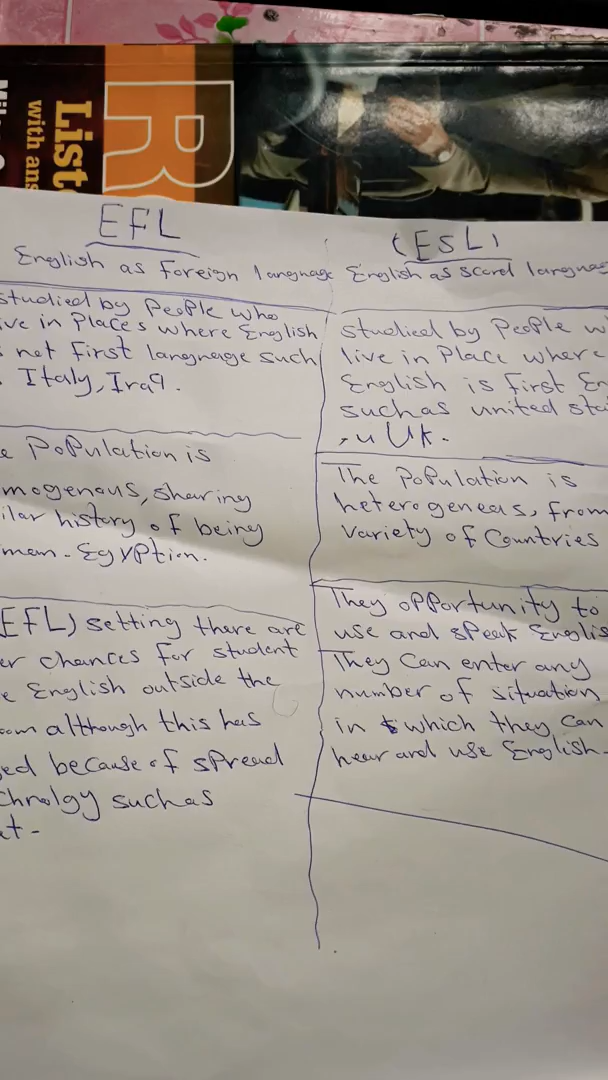 List
with ans
R
EFL
English as foreign language
studied by People who
ive in Places where English
net first language such
Italy, Iraq.
e Population is
mogenous, sharing
ilar history of being
man - Egyption.
EFL) setting there are
er chances for student
e English outside the
oom although this has
ed because of spread
chnolgy suchas
et -
(ESL)
English as scond languag
studied by People w
live in Place where
English is first En
suchas united sta
, u Uk.
The Population is
heterogeneas, from
Variety of Countries
They opportunity to
use and speak Englis
They Can enter any
number of situation
in which they can
hear and use English-